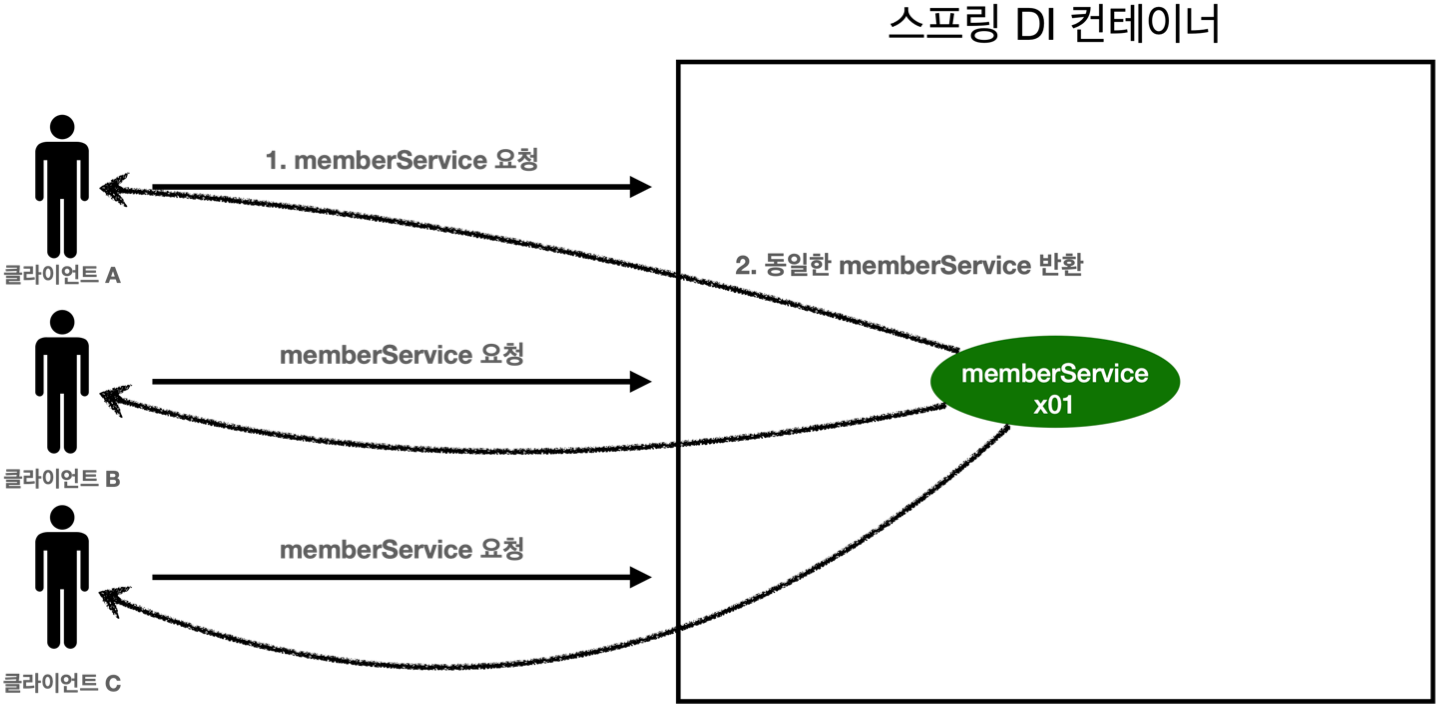 스프링 DI 컨테이너
1. memberService 요청
클라이언트 A
2. 동일한 memberService 반환
memberService 요청
memberService
x01
클라이언트 B
memberService 요청
클라이언트 C